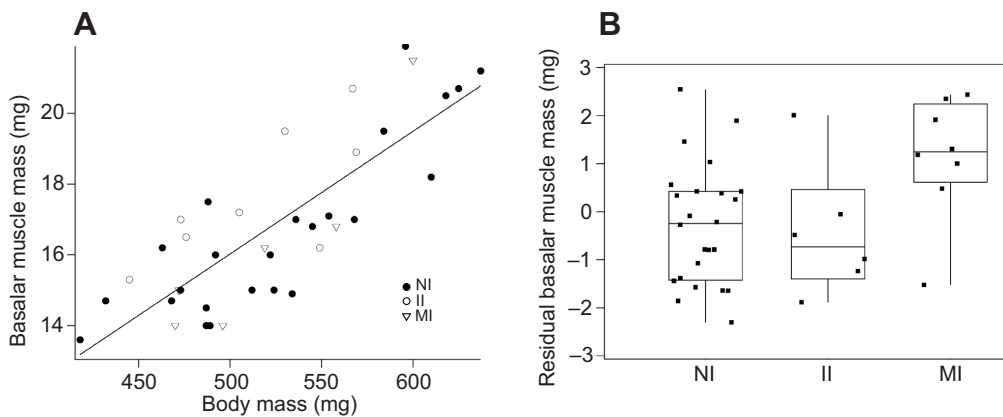 A
Basalar muscle mass (mg)
20
18
16
14
450 500 550 600
Body mass (mg)
NI
II
MI
B
Residual basalar muscle mass (mg)
3
2
1
0
–1
–2
–3
NI II MI